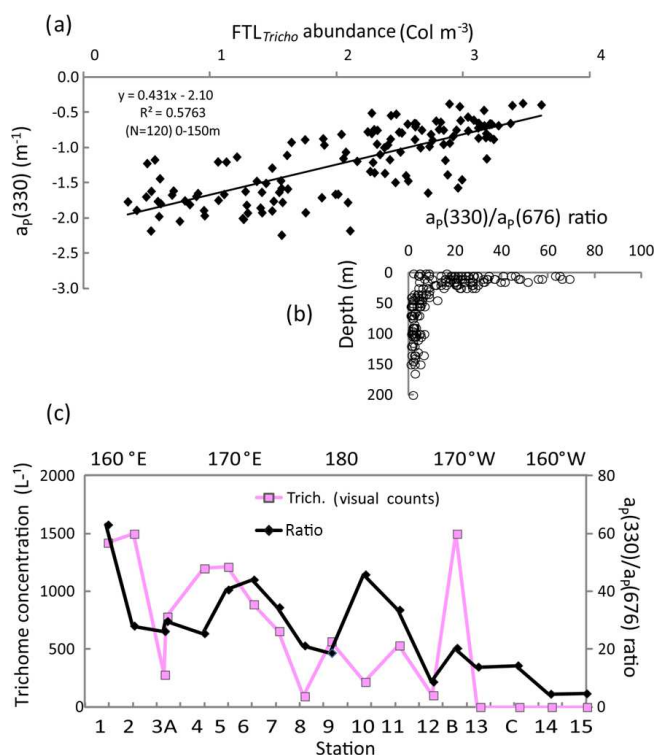 (a)
FTLTricho abundance (Col m-3)
0 1 2 3 4
0.0
-0.5
-1.0
-1.5
-2.0
-2.5
-3.0
aP(330) (m-1)
y = 0.431x - 2.10
R² = 0.5763
(N=120) 0-150m
aP(330)/aP(676) ratio
0 20 40 60 80 100
(b)
Depth (m)
0
50
100
150
200
(c)
160°E 170°E 180 170°W 160°W
2000
1500
1000
500
0
Trichome concentration (L-1)
Trich. (visual counts)
Ratio
80
60
40
20
0
aP(330)/aP(676) ratio
1 2 3A 4 5 6 7 8 9 10 11 12 B 13 C 14 15
Station